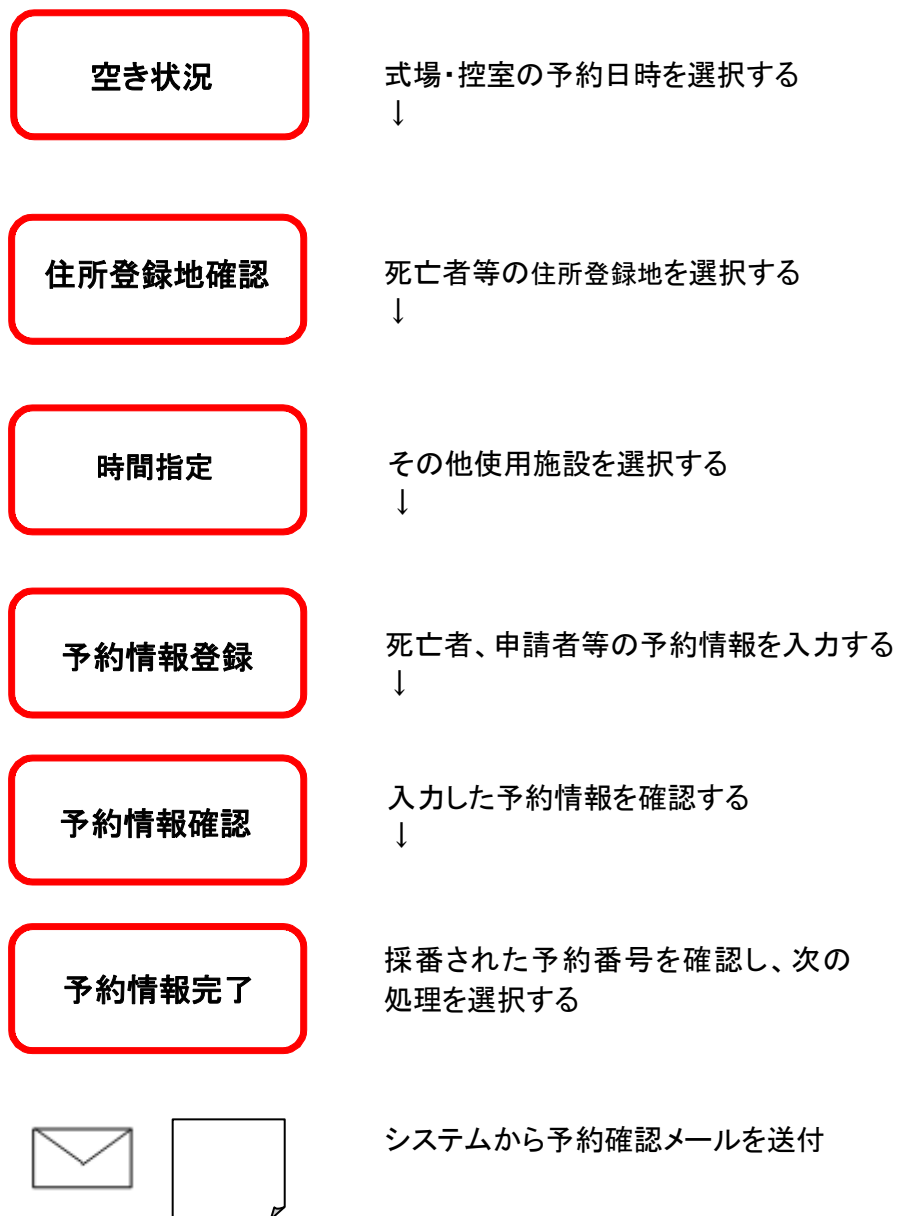 空き状況
式場・控室の予約日時を選択する
↓
住所登録地確認
死亡者等の住所登録地を選択する
↓
時間指定
その他使用施設を選択する
↓
予約情報登録
死亡者、申請者等の予約情報を入力する
↓
予約情報確認
入力した予約情報を確認する
↓
予約情報完了
採番された予約番号を確認し、次の
処理を選択する
システムから予約確認メールを送付